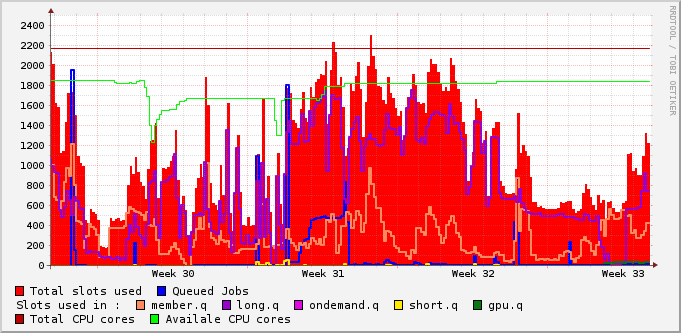 2400
2200
2000
1800
1600
1400
1200
1000
800
600
400
200
0
Week 30 Week 31 Week 32 Week 33
RRDTOOL / TOBI OETIKER
Total slots used Queued Jobs
Slots used in : member.q long.q ondemand.q short.q gpu.q
Total CPU cores Availale CPU cores